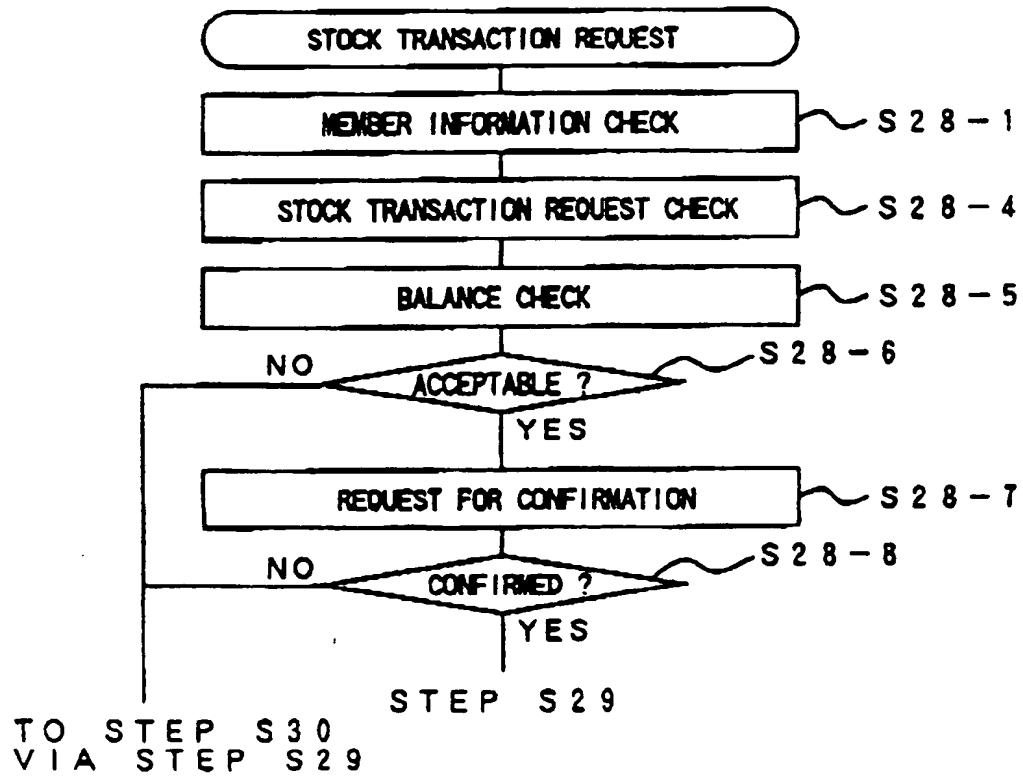 STOCK TRANSACTION REQUEST
MEMBER INFORMATION CHECK
S28-1
STOCK TRANSACTION REQUEST CHECK
S28-4
BALANCE CHECK
S28-5
S28-6
NO
ACCEPTABLE ?
YES
REQUEST FOR CONFIRMATION
S28-7
S28-8
NO
CONFIRMED ?
YES
STEP S29
TO STEP S30
VIA STEP S29